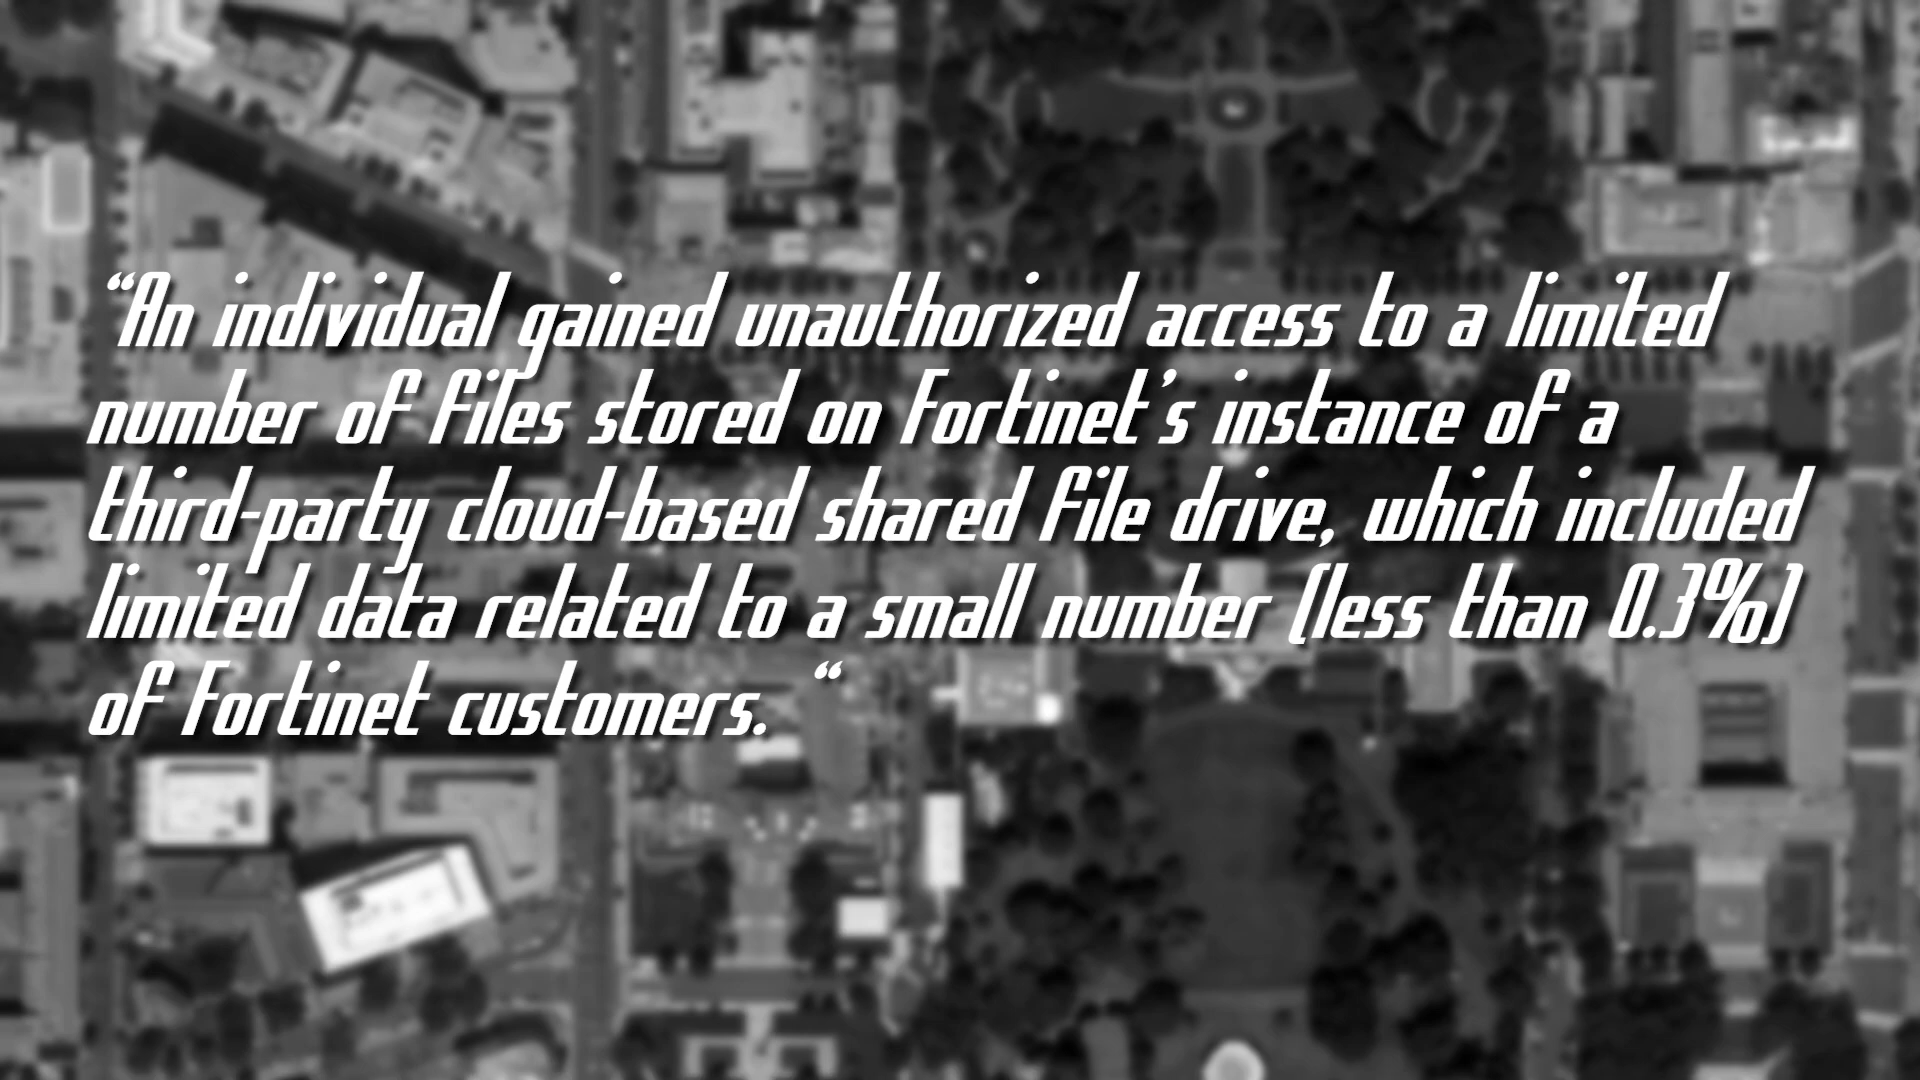 “An individual gained unauthorized access to a limited
number of files stored on Fortinet’s instance of a
third-party cloud-based shared file drive, which included
limited data related to a small number (less than 0.3%)
of Fortinet customers. “